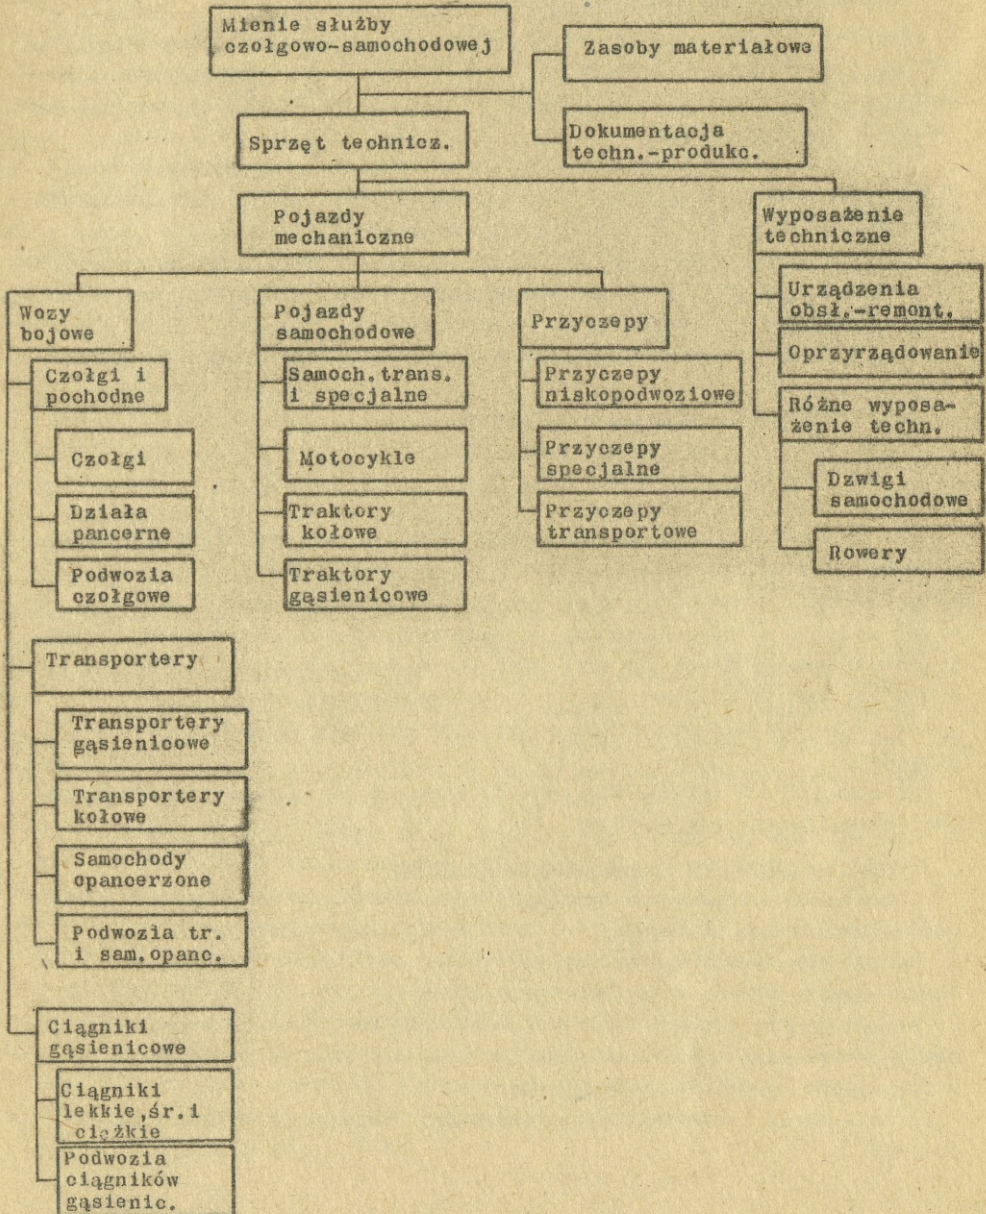 Mienie służby
czołgowo-samochodowej
Zasoby materiałowe
Sprzęt technicz.
Dokumentacja
techn.-produkc.
Pojazdy
mechaniczne
Wyposażenie
techniczne
Wozy
bojowe
Czołgi i
pochodne
Czołgi
Działa
pancerne
Podwozia
czołgowe
Transportery
Transportery
gąsienicowe
Transportery
kołowe
Samochody
opancerzone
Podwozia tr.
i sam.opanc.
Ciągniki
gąsienicowe
Ciągniki
lekkie,śr.i
ciężkie
Podwozia
ciągników
gąsienic.
Pojazdy
samochodowe
Samoch.trans.
i specjalne
Motocykle
Traktory
kołowe
Traktory
gąsienicowe
Przyczepy
Przyczepy
niskopodwoziowe
Przyczepy
specjalne
Przyczepy
transportowe
Urządzenia
obsł.-remont.
Oprzyrządowanie
Różne wyposa-
żenie techn.
Dzwigi
samochodowe
Rowery